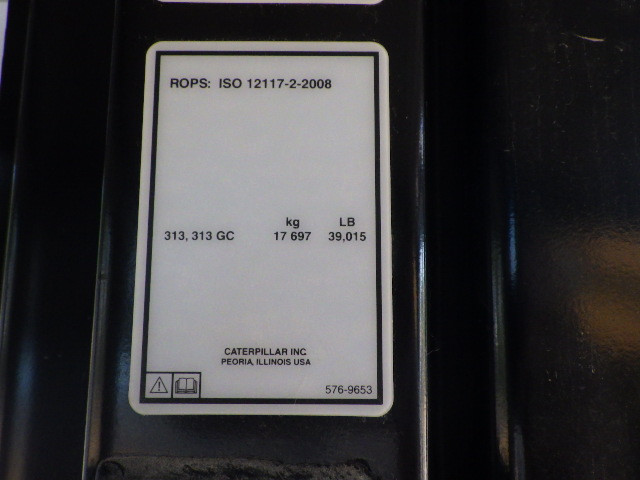 ROPS: ISO 12117-2-2008
kg LB
313, 313 GC 17 697 39,015
CATERPILLAR INC
PEORIA, ILLINOIS USA
576-9653